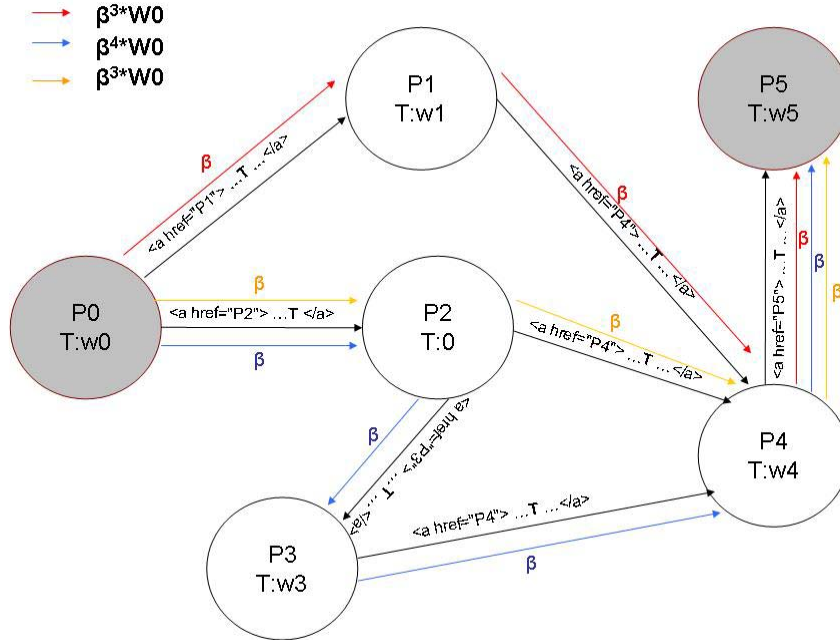 β³*W0
β⁴*W0
β³*W0
P1
T:w1
P5
T:w5
β
<a href="P1"> ...T ...</a>
β
<a href="P4"> ...T ...</a>
<a href="P5"> ...T ...</a>
β
β
β
P0
T:w0
β
<a href="P2"> ...T </a>
β
P2
T:0
β
<a href="P4"> ...T ...</a>
β
<a href="P3"> ...T ... </a>
P4
T:w4
<a href="P4"> ...T ...</a>
β
P3
T:w3